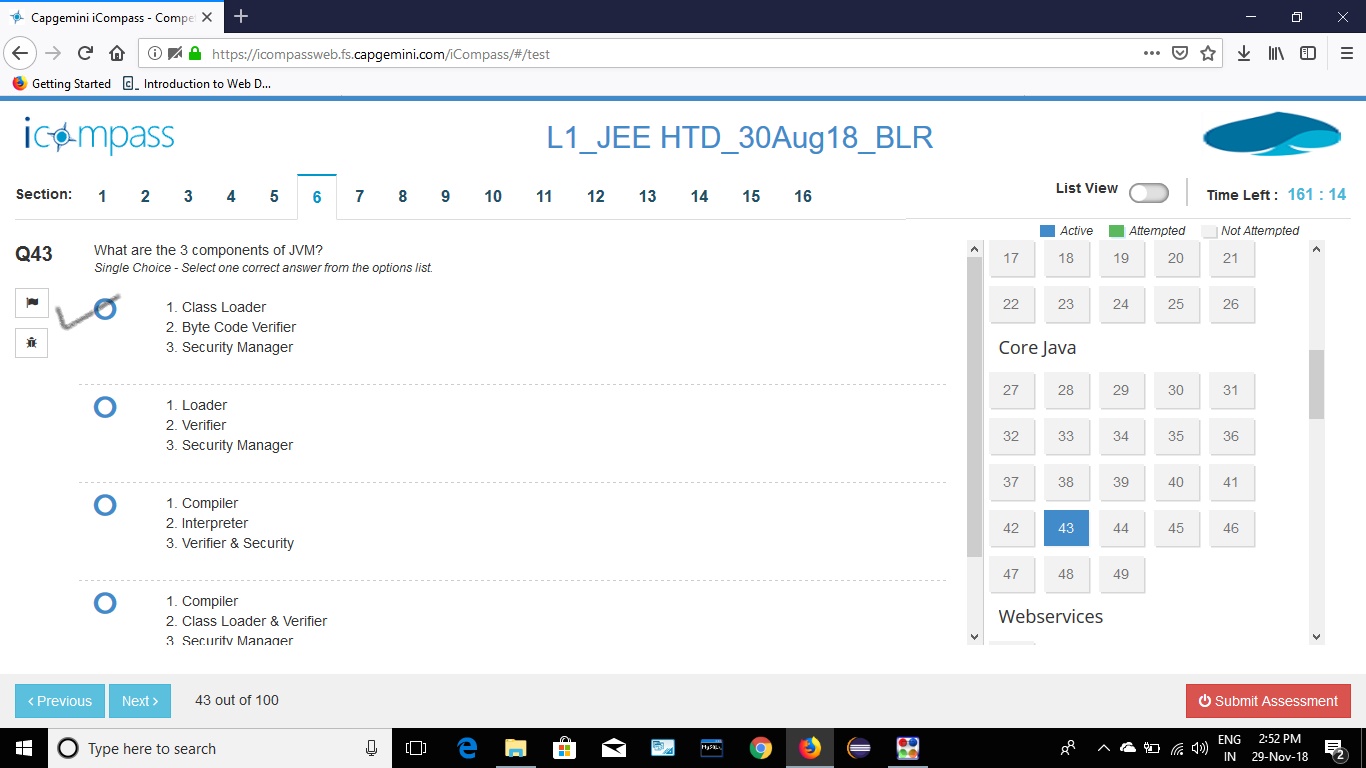 Capgemini iCompass - Compe
https://icompassweb.fs.capgemini.com/iCompass/#/test
Getting Started
Introduction to Web D...
icompass
L1_JEE HTD_30Aug18_BLR
Section: 1 2 3 4 5 6 7 8 9 10 11 12 13 14 15 16
List View
Time Left : 161 : 14
Active Attempted Not Attempted
Q43
What are the 3 components of JVM?
Single Choice - Select one correct answer from the options list.
1. Class Loader
2. Byte Code Verifier
3. Security Manager
1. Loader
2. Verifier
3. Security Manager
1. Compiler
2. Interpreter
3. Verifier & Security
1. Compiler
2. Class Loader & Verifier
3. Security Manager
17 18 19 20 21
22 23 24 25 26
Core Java
27 28 29 30 31
32 33 34 35 36
37 38 39 40 41
42 43 44 45 46
47 48 49
Webservices
Previous
Next
43 out of 100
Submit Assessment
Type here to search
MySQL
ENG
IN
2:52 PM
29-Nov-18
2